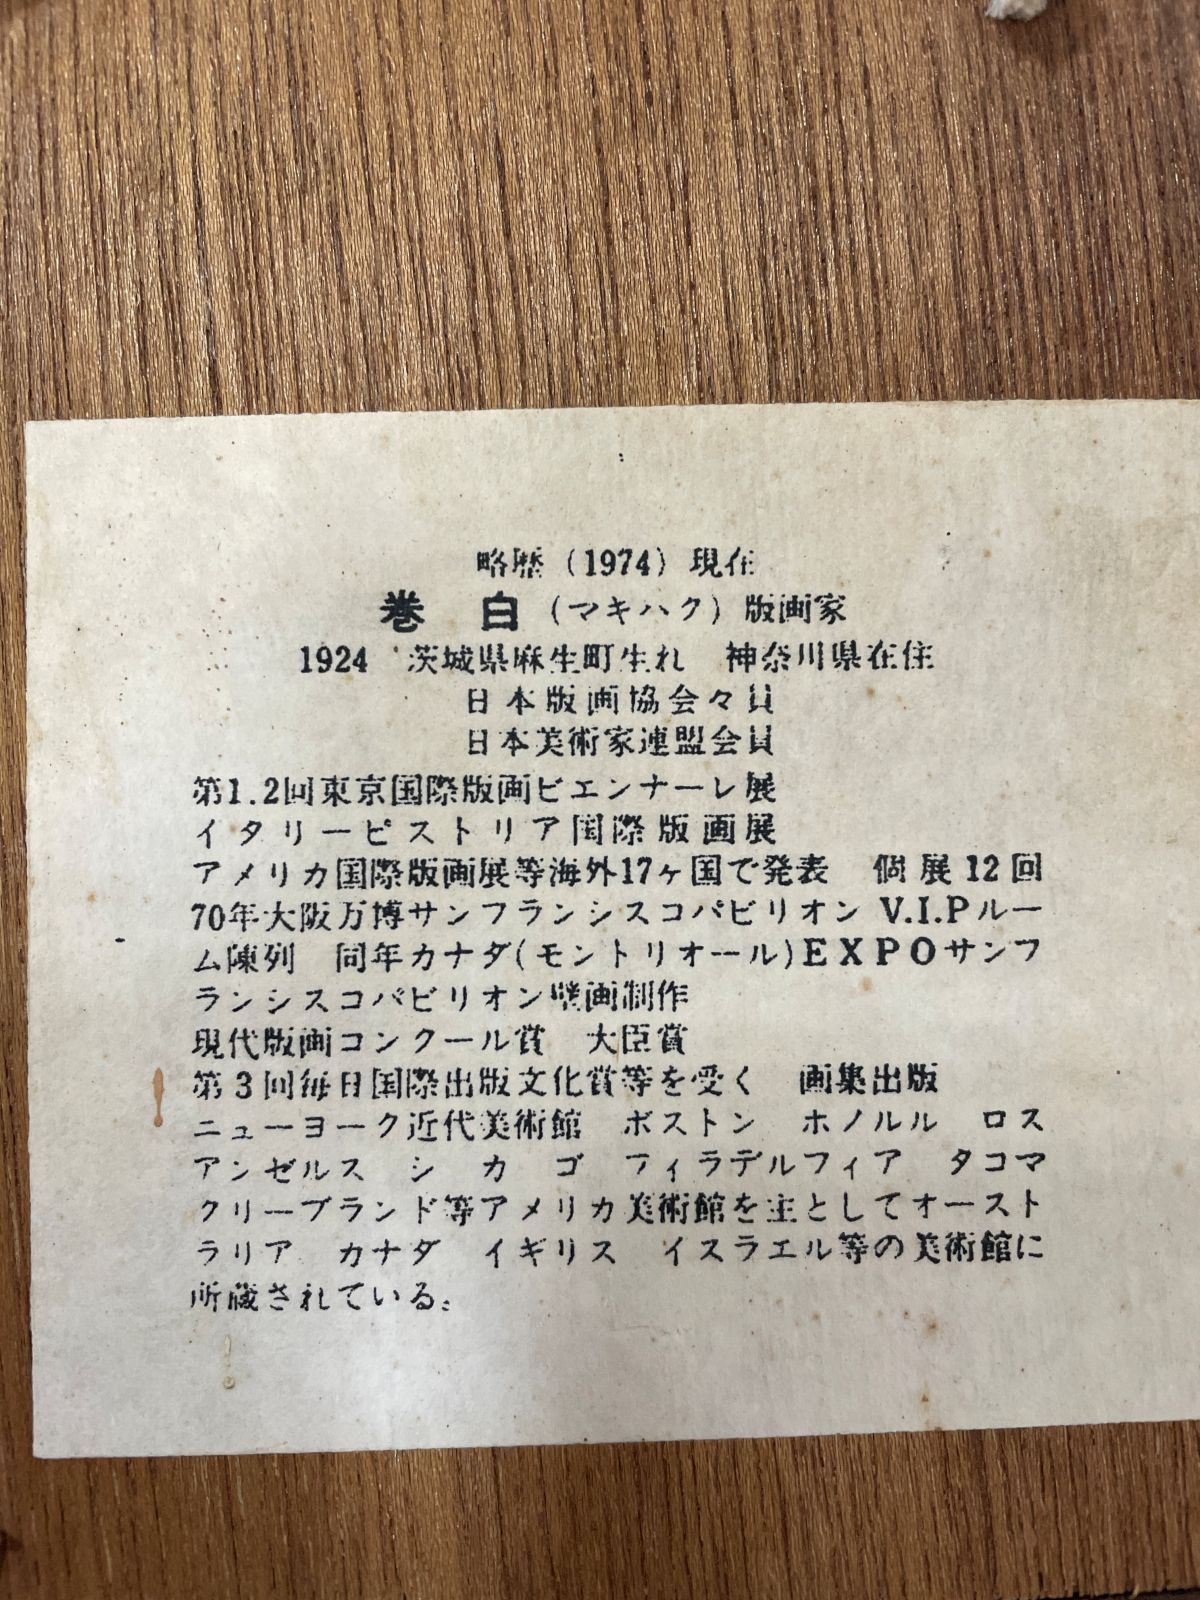 略歴（1974）現在
巻 白（マキハク）版画家
1924 茨城県麻生町生れ 神奈川県在住
日本版画協会々員
日本美術家連盟会員
第1.2回東京国際版画ビエンナーレ展
イタリーピストリア国際版画展
アメリカ国際版画展等海外17ヶ国で発表 個展12回
70年大阪万博サンフランシスコパビリオン V.I.Pルー
ム陳列 同年カナダ(モントリオール)EXPOサンフ
ランシスコパビリオン壁画制作
現代版画コンクール賞 大臣賞
第3回毎日国際出版文化賞等を受く 画集出版
ニューヨーク近代美術館 ボストン ホノルル ロス
アンゼルス シカゴ フィラデルフィア タコマ
クリーブランド等アメリカ美術館を主としてオースト
ラリア カナダ イギリス イスラエル等の美術館に
所蔵されている。